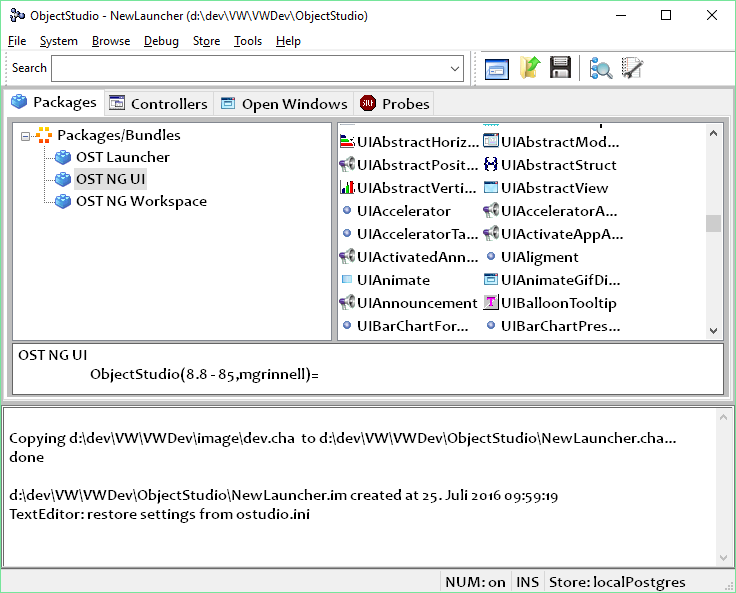 ObjectStudio - NewLauncher (d:\dev\VW\VWDev\ObjectStudio)
File System Browse Debug Store Tools Help
Search
Packages Controllers Open Windows Probes
Packages/Bundles
OST Launcher
OST NG UI
OST NG Workspace
UIAbstractHoriz... UIAbstractMod...
UIAbstractPosit... UIAbstractStruct
UIAbstractVerti... UIAbstractView
UIAccelerator UIAcceleratorA...
UIAcceleratorTa... UIActivateAppA...
UIActivatedAnn... UIAligment
UIAnimate UIAnimateGifDi...
UIAnnouncement UIBalloonTooltip
UIBarChartFor... UIBarChartPres...
OST NG UI
ObjectStudio(8.8 - 85,mgrinnell)=
Copying d:\dev\VW\VWDev\image\dev.cha to d:\dev\VW\VWDev\ObjectStudio\NewLauncher.cha...
done
d:\dev\VW\VWDev\ObjectStudio\NewLauncher.im created at 25. Juli 2016 09:59:19
TextEditor: restore settings from ostudio.ini
NUM: on INS Store: localPostgres